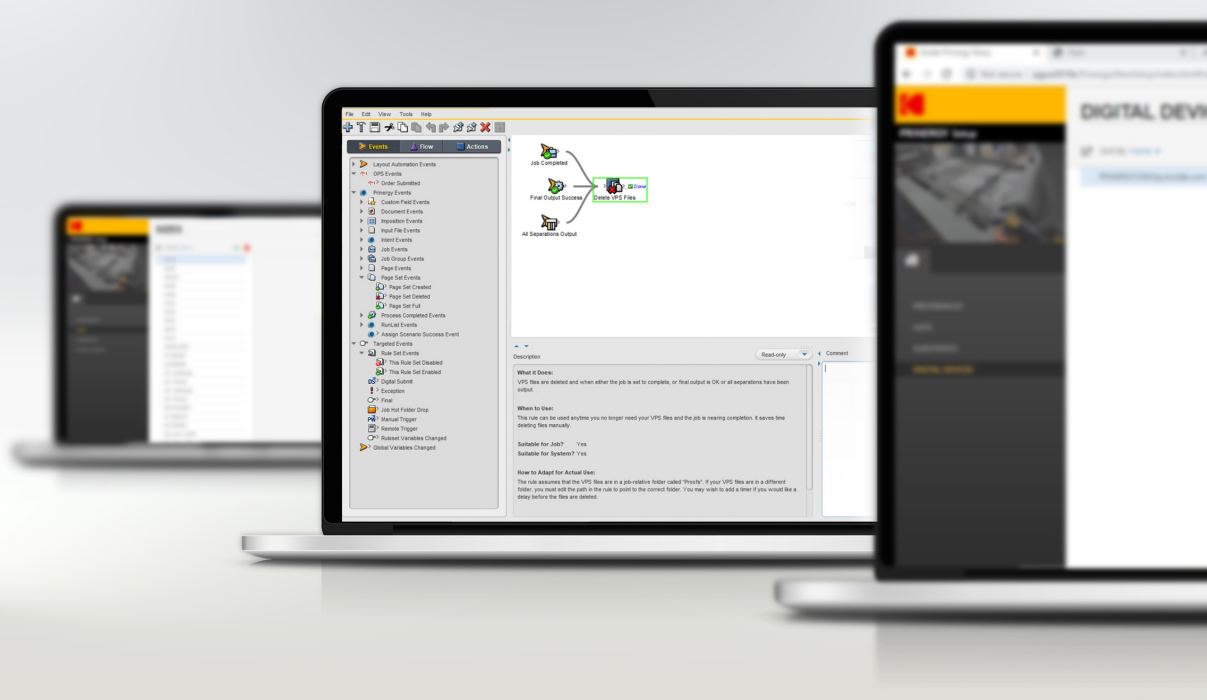 File Edit View Tools Help
Events Flow Actions
Layout Automation Events
OPS Events
Order Submitted
Prinergy Events
Custom Field Events
Document Events
Imposition Events
Input File Events
Intent Events
Job Events
Job Group Events
Page Events
Page Set Events
Page Set Created
Page Set Deleted
Page Set Full
Process Completed Events
RunList Events
Assign Scenario Success Event
Targeted Events
Rule Set Events
This Rule Set Disabled
This Rule Set Enabled
Digital Submit
Exception
Final
Job Hot Folder Drop
Manual Trigger
Remote Trigger
Ruleset Variables Changed
Global Variables Changed
Job Completed
Final Output Success
Delete VPS Files
Done
All Separations Output
Description
Read-only
What it Does:
VPS files are deleted and when either the job is set to complete, or final output is OK or all separations have been
output.
When to Use:
This rule can be used anytime you no longer need your VPS files and the job is nearing completion. It saves time
deleting files manually.
Suitable for Job? Yes
Suitable for System? Yes
How to Adapt for Actual Use:
The rule assumes that the VPS files are in a job-relative folder called "Proofs". If your VPS files are in a different
folder, you must edit the path in the rule to point to the correct folder. You may wish to add a timer if you would like a
delay before the files are deleted.
Comment
PRINERGY Setup
DIGITAL DEVI
PREFERENCES
DIGITAL DEVICES